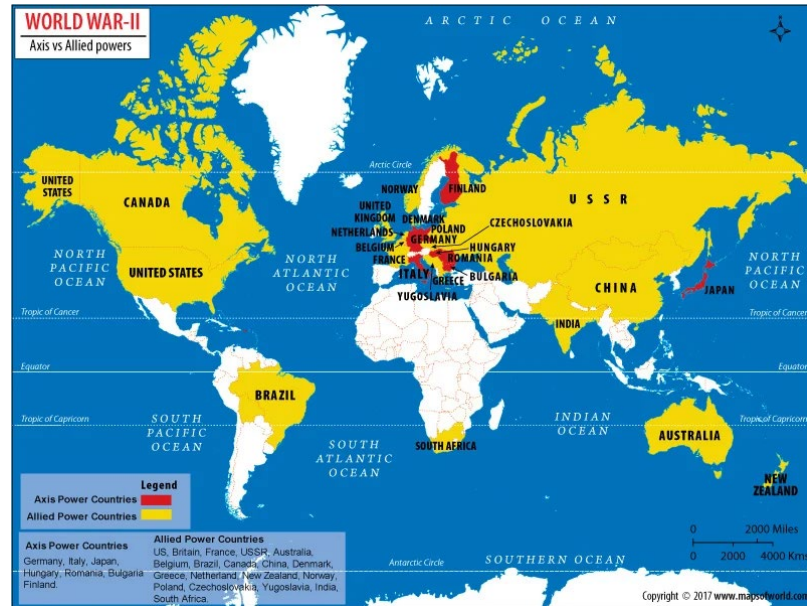 WORLD WAR-II
Axis vs Allied powers
ARCTIC OCEAN
Arctic Circle
UNITED
STATES
CANADA
NORWAY
FINLAND
U S S R
UNITED
KINGDOM
DENMARK
NETHERLANDS
POLAND
CZECHOSLOVAKIA
GERMANY
BELGIUM
HUNGARY
FRANCE
ROMANIA
NORTH
PACIFIC
OCEAN
UNITED STATES
NORTH
ATLANTIC
OCEAN
ITALY
GREECE
BULGARIA
YUGOSLAVIA
CHINA
JAPAN
NORTH
PACIFIC
OCEAN
Tropic of Cancer
Tropic of Cancer
INDIA
Equator
Equator
BRAZIL
Tropic of Capricorn
Tropic of Capricorn
SOUTH
PACIFIC
OCEAN
SOUTH
ATLANTIC
OCEAN
SOUTH AFRICA
INDIAN
OCEAN
AUSTRALIA
NEW
ZEALAND
Legend
Axis Power Countries
Allied Power Countries
Axis Power Countries
Germany, Italy, Japan,
Hungary, Romania, Bulgaria
Finland.
Allied Power Countries
US, Britain, France, USSR, Australia,
Belgium, Brazil, Canada, China, Denmark,
Greece, Netherland, New Zealand, Norway,
Poland, Czechoslovakia, Yugoslavia, India,
South Africa.
0 2000 Miles
0 2000 4000 Kms
Antarctic Circle
SOUTHERN OCEAN
Copyright © 2017 www.mapsofworld.com